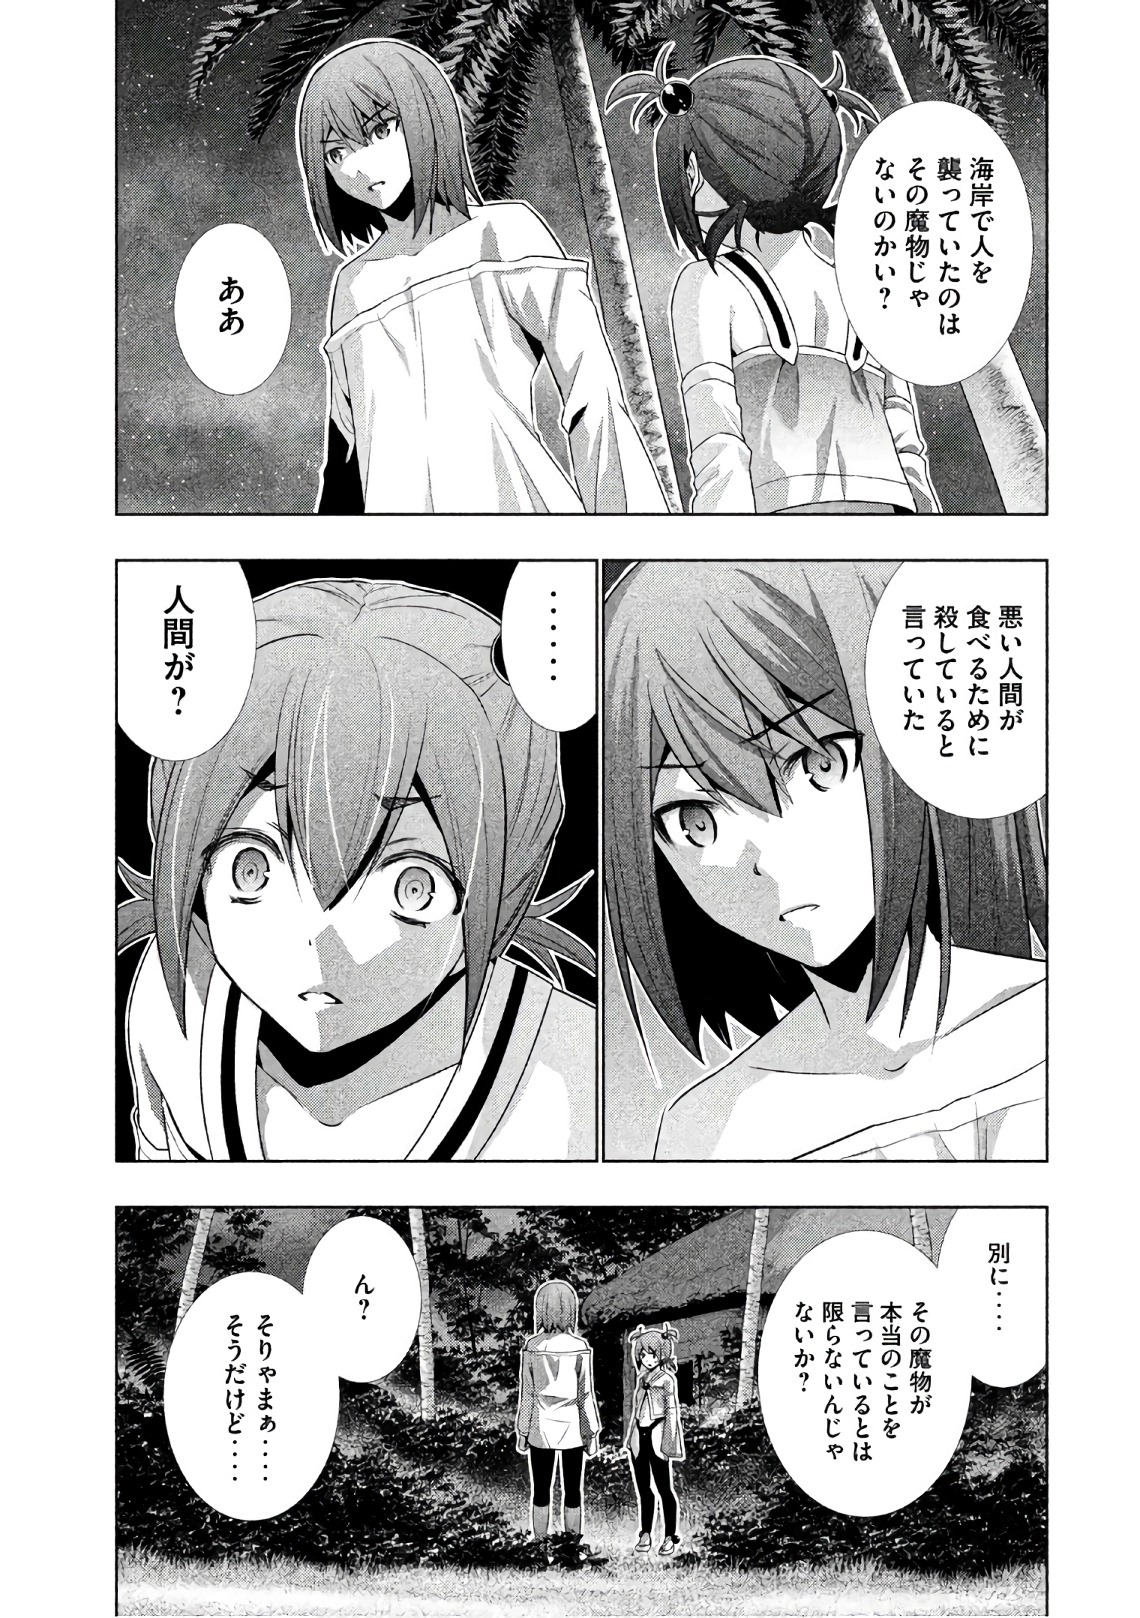 海岸で人を
襲っていたのは
その魔物じゃ
ないのかい？
ああ
悪い人間が
食べるために
殺していると
言っていた
・・・・・
人間が？
別に・・・・
その魔物が
本当のことを
言っているとは
限らないんじゃ
ないか？
ん？
そりゃまぁ・・・・
そうだけど・・・・・